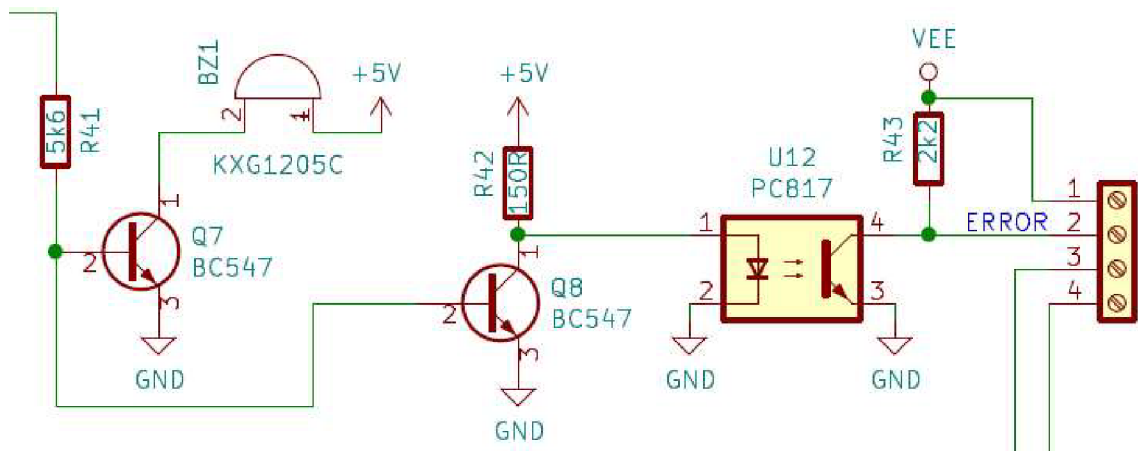 5k6
R41
BZ1
2
1
KXG1205C
+5V
1
2
3
Q7
BC547
GND
+5V
R42
150R
1
2
3
Q8
BC547
GND
U12
PC817
1
2
4
3
GND
GND
VEE
R43
2k2
ERROR
1
2
3
4